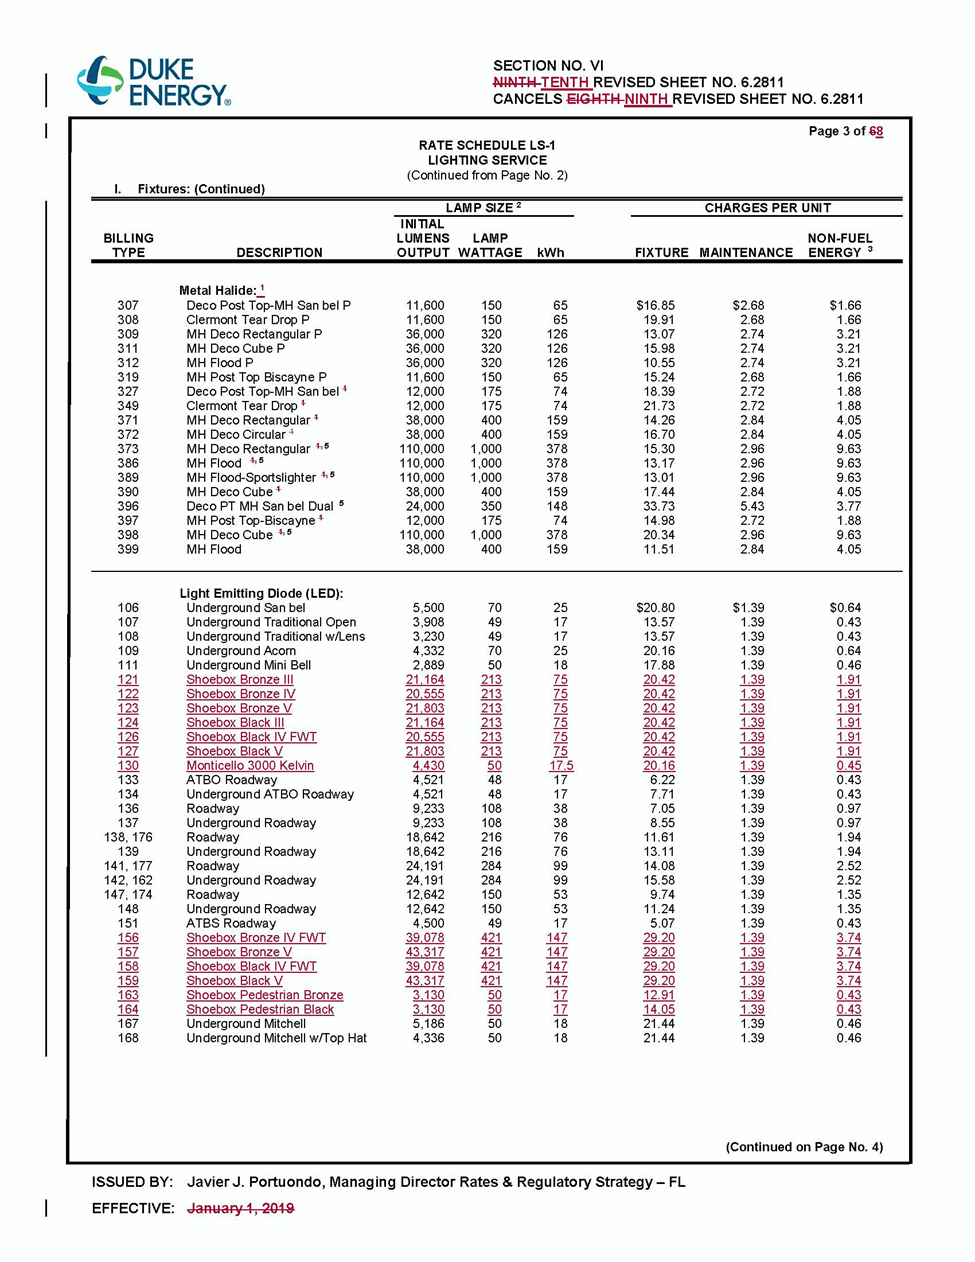 DUKE ENERGY®
SECTION NO. VI
NINTH TENTH REVISED SHEET NO. 6.2811
CANCELS EIGHTH NINTH REVISED SHEET NO. 6.2811
Page 3 of 68
RATE SCHEDULE LS-1
LIGHTING SERVICE
(Continued from Page No. 2)
I. Fixtures: (Continued)
LAMP SIZE 2 CHARGES PER UNIT
INITIAL
BILLING LUMENS LAMP NON-FUEL
TYPE DESCRIPTION OUTPUT WATTAGE kWh FIXTURE MAINTENANCE ENERGY 3
Metal Halide: 1
307 Deco Post Top-MH San bel P 11,600 150 65 $16.85 $2.68 $1.66
308 Clermont Tear Drop P 11,600 150 65 19.91 2.68 1.66
309 MH Deco Rectangular P 36,000 320 126 13.07 2.74 3.21
311 MH Deco Cube P 36,000 320 126 15.98 2.74 3.21
312 MH Flood P 36,000 320 126 10.55 2.74 3.21
319 MH Post Top Biscayne P 11,600 150 65 15.24 2.68 1.66
327 Deco Post Top-MH San bel 1 12,000 175 74 18.39 2.72 1.88
349 Clermont Tear Drop 1 12,000 175 74 21.73 2.72 1.88
371 MH Deco Rectangular 1 38,000 400 159 14.26 2.84 4.05
372 MH Deco Circular 1 38,000 400 159 16.70 2.84 4.05
373 MH Deco Rectangular 1, 5 110,000 1,000 378 15.30 2.96 9.63
386 MH Flood 1, 5 110,000 1,000 378 13.17 2.96 9.63
389 MH Flood-Sportslighter 1, 5 110,000 1,000 378 13.01 2.96 9.63
390 MH Deco Cube 1 38,000 400 159 17.44 2.84 4.05
396 Deco PT MH San bel Dual 5 24,000 350 148 33.73 5.43 3.77
397 MH Post Top-Biscayne 1 12,000 175 74 14.98 2.72 1.88
398 MH Deco Cube 1, 5 110,000 1,000 378 20.34 2.96 9.63
399 MH Flood 38,000 400 159 11.51 2.84 4.05
Light Emitting Diode (LED):
106 Underground San bel 5,500 70 25 $20.80 $1.39 $0.64
107 Underground Traditional Open 3,908 49 17 13.57 1.39 0.43
108 Underground Traditional w/Lens 3,230 49 17 13.57 1.39 0.43
109 Underground Acorn 4,332 70 25 20.16 1.39 0.64
111 Underground Mini Bell 2,889 50 18 17.88 1.39 0.46
121 Shoebox Bronze III 21,164 213 75 20.42 1.39 1.91
122 Shoebox Bronze IV 20,555 213 75 20.42 1.39 1.91
123 Shoebox Bronze V 21,803 213 75 20.42 1.39 1.91
124 Shoebox Black III 21,164 213 75 20.42 1.39 1.91
126 Shoebox Black IV FWT 20,555 213 75 20.42 1.39 1.91
127 Shoebox Black V 21,803 213 75 20.42 1.39 1.91
130 Monticello 3000 Kelvin 4,430 50 17.5 20.16 1.39 0.45
133 ATBO Roadway 4,521 48 17 6.22 1.39 0.43
134 Underground ATBO Roadway 4,521 48 17 7.71 1.39 0.43
136 Roadway 9,233 108 38 7.05 1.39 0.97
137 Underground Roadway 9,233 108 38 8.55 1.39 0.97
138, 176 Roadway 18,642 216 76 11.61 1.39 1.94
139 Underground Roadway 18,642 216 76 13.11 1.39 1.94
141, 177 Roadway 24,191 284 99 14.08 1.39 2.52
142, 162 Underground Roadway 24,191 284 99 15.58 1.39 2.52
147, 174 Roadway 12,642 150 53 9.74 1.39 1.35
148 Underground Roadway 12,642 150 53 11.24 1.39 1.35
151 ATBS Roadway 4,500 49 17 5.07 1.39 0.43
156 Shoebox Bronze IV FWT 39,078 421 147 29.20 1.39 3.74
157 Shoebox Bronze V 43,317 421 147 29.20 1.39 3.74
158 Shoebox Black IV FWT 39,078 421 147 29.20 1.39 3.74
159 Shoebox Black V 43,317 421 147 29.20 1.39 3.74
163 Shoebox Pedestrian Bronze 3,130 50 17 12.91 1.39 0.43
164 Shoebox Pedestrian Black 3,130 50 17 14.05 1.39 0.43
167 Underground Mitchell 5,186 50 18 21.44 1.39 0.46
168 Underground Mitchell w/Top Hat 4,336 50 18 21.44 1.39 0.46
(Continued on Page No. 4)
ISSUED BY: Javier J. Portuondo, Managing Director Rates & Regulatory Strategy – FL
EFFECTIVE: January 1, 2019